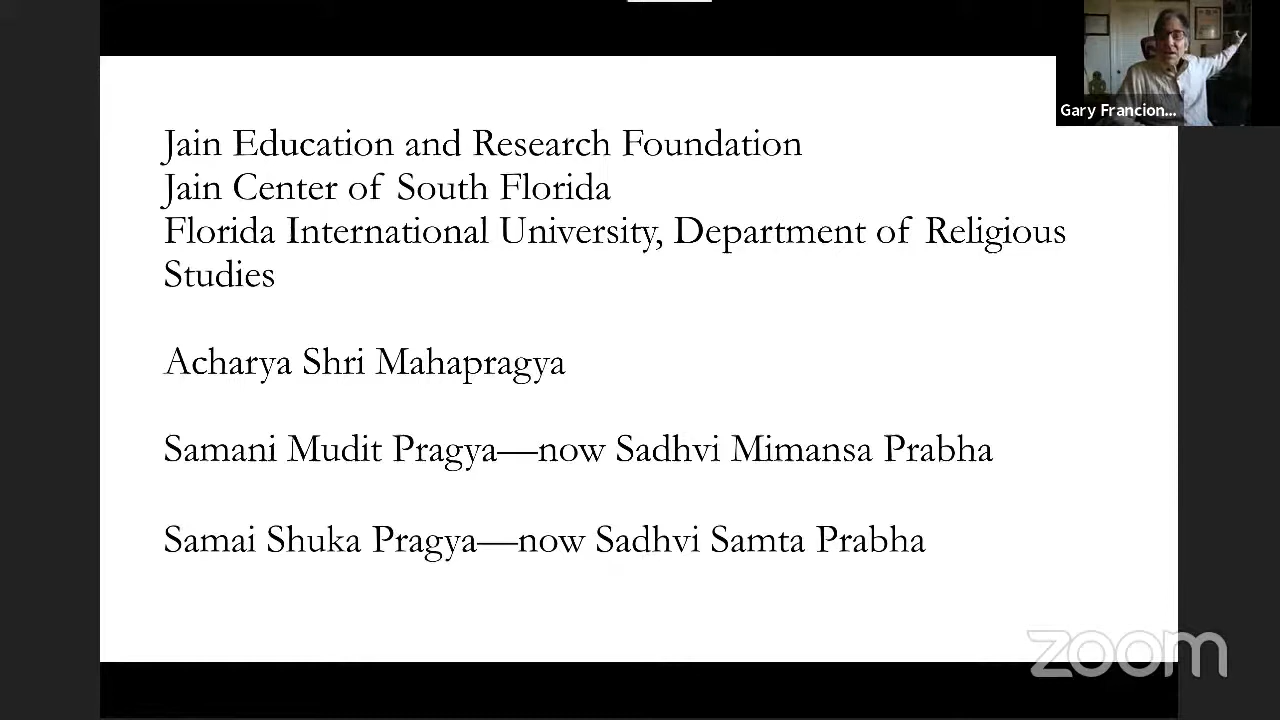 Gary Francion...
Jain Education and Research Foundation
Jain Center of South Florida
Florida International University, Department of Religious
Studies
Acharya Shri Mahapragya
Samani Mudit Pragya—now Sadhvi Mimansa Prabha
Samai Shuka Pragya—now Sadhvi Samta Prabha
zoom